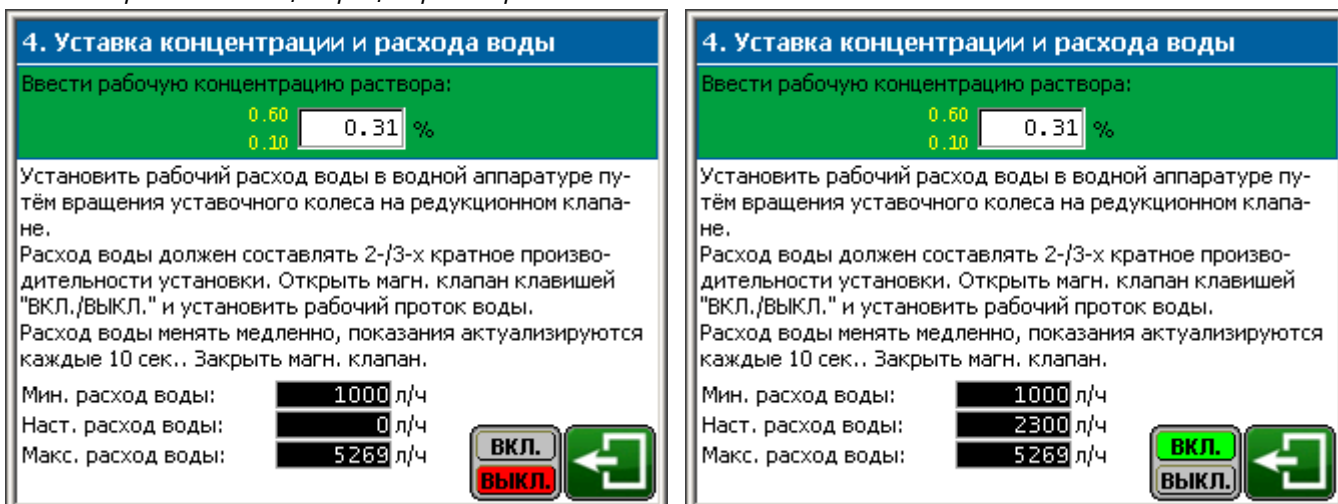 4. Уставка концентрации и расхода воды
Ввести рабочую концентрацию раствора:
0.60
0.31 %
0.10
Установить рабочий расход воды в водной аппаратуре пу-
тём вращения уставочного колеса на редукционном клапа-
не.
Расход воды должен составлять 2-/3-х кратное произво-
дительности установки. Открыть магн. клапан клавишей
"ВКЛ./ВЫКЛ." и установить рабочий проток воды.
Расход воды менять медленно, показания актуализируются
каждые 10 сек.. Закрыть магн. клапан.
Мин. расход воды: 1000 л/ч
Наст. расход воды: 0 л/ч
Макс. расход воды: 5269 л/ч
ВКЛ.
ВЫКЛ.
4. Уставка концентрации и расхода воды
Ввести рабочую концентрацию раствора:
0.60
0.31 %
0.10
Установить рабочий расход воды в водной аппаратуре пу-
тём вращения уставочного колеса на редукционном клапа-
не.
Расход воды должен составлять 2-/3-х кратное произво-
дительности установки. Открыть магн. клапан клавишей
"ВКЛ./ВЫКЛ." и установить рабочий проток воды.
Расход воды менять медленно, показания актуализируются
каждые 10 сек.. Закрыть магн. клапан.
Мин. расход воды: 1000 л/ч
Наст. расход воды: 2300 л/ч
Макс. расход воды: 5269 л/ч
ВКЛ.
ВЫКЛ.